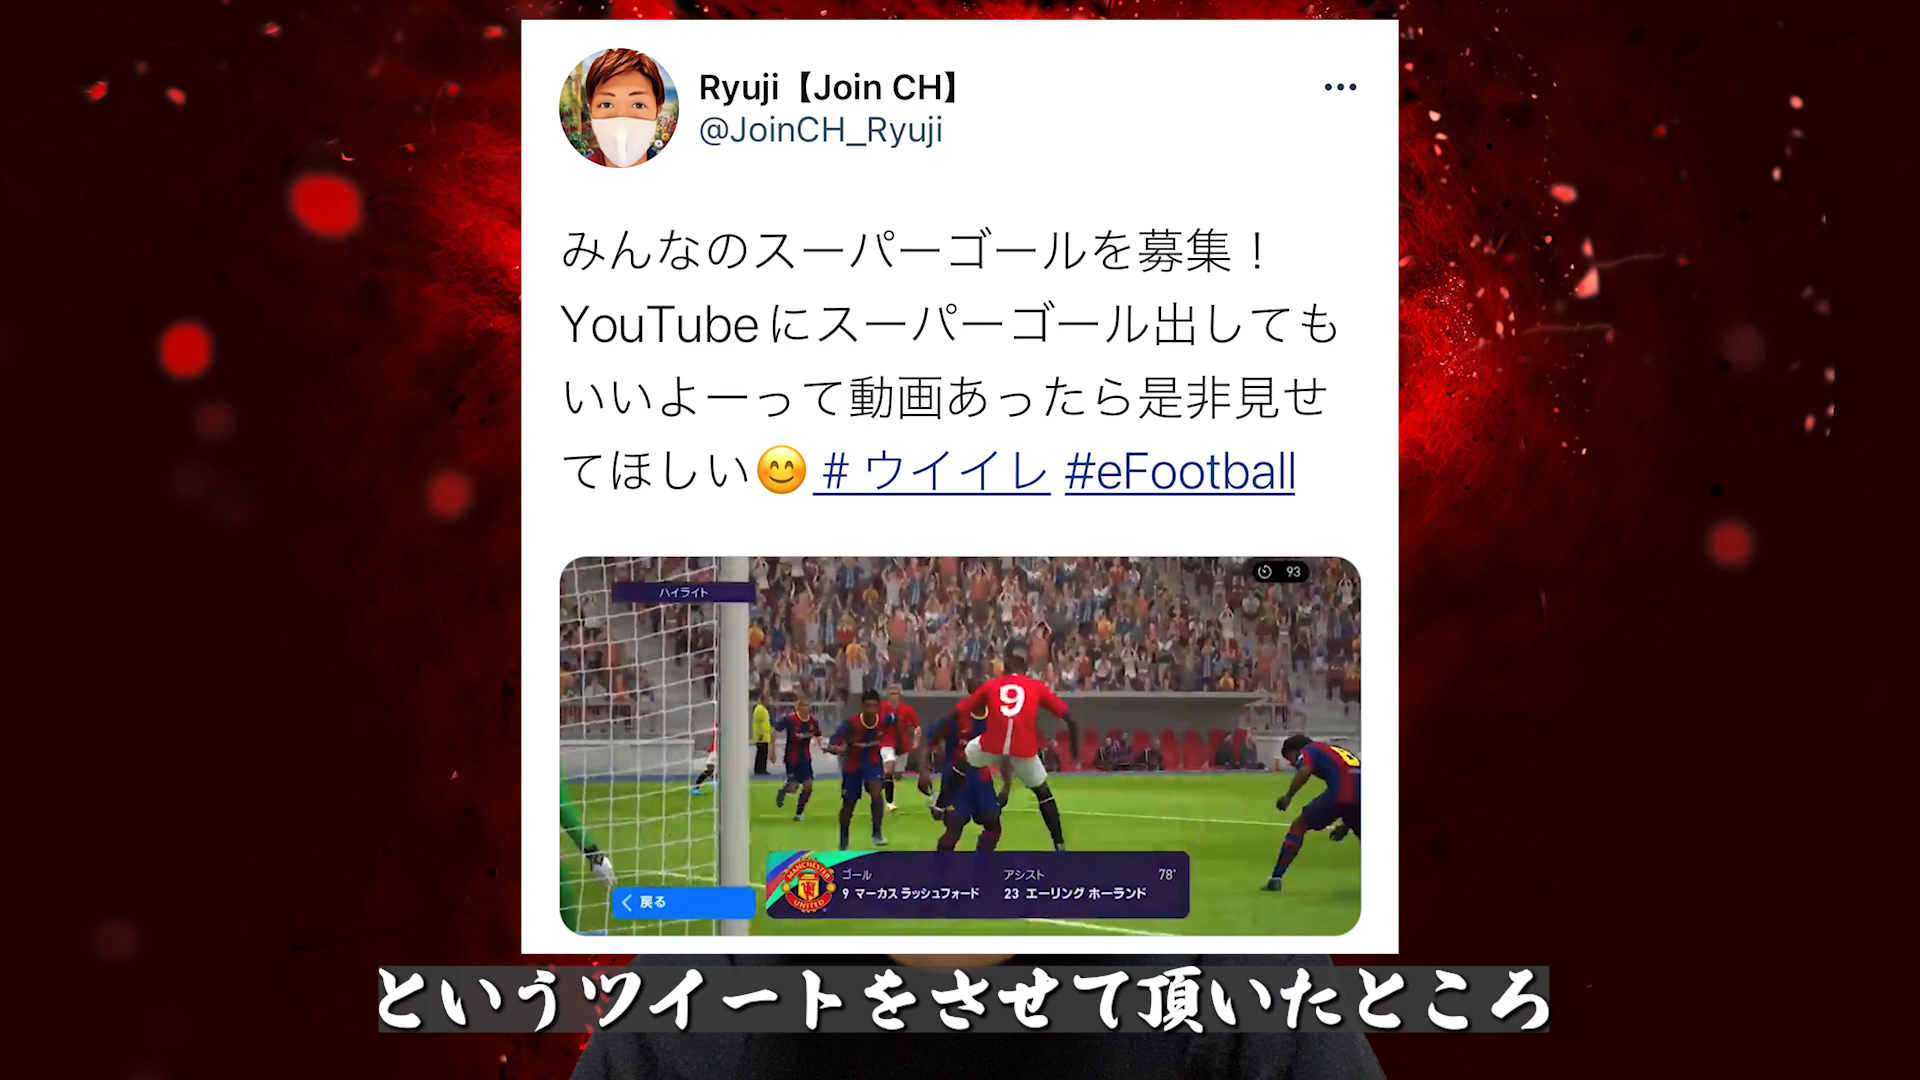 Ryuji【Join CH】
@JoinCH_Ryuji
みんなのスーパーゴールを募集！
YouTubeにスーパーゴール出しても
いいよーって動画あったら是非見せ
てほしい😊 #ウイイレ #eFootball
93
ハイライト
9
ゴール アシスト 78'
9 マーカス ラッシュフォード 23 エーリング ホーランド
MANCHESTER
UNITED
戻る
というツイートをさせて頂いたところ